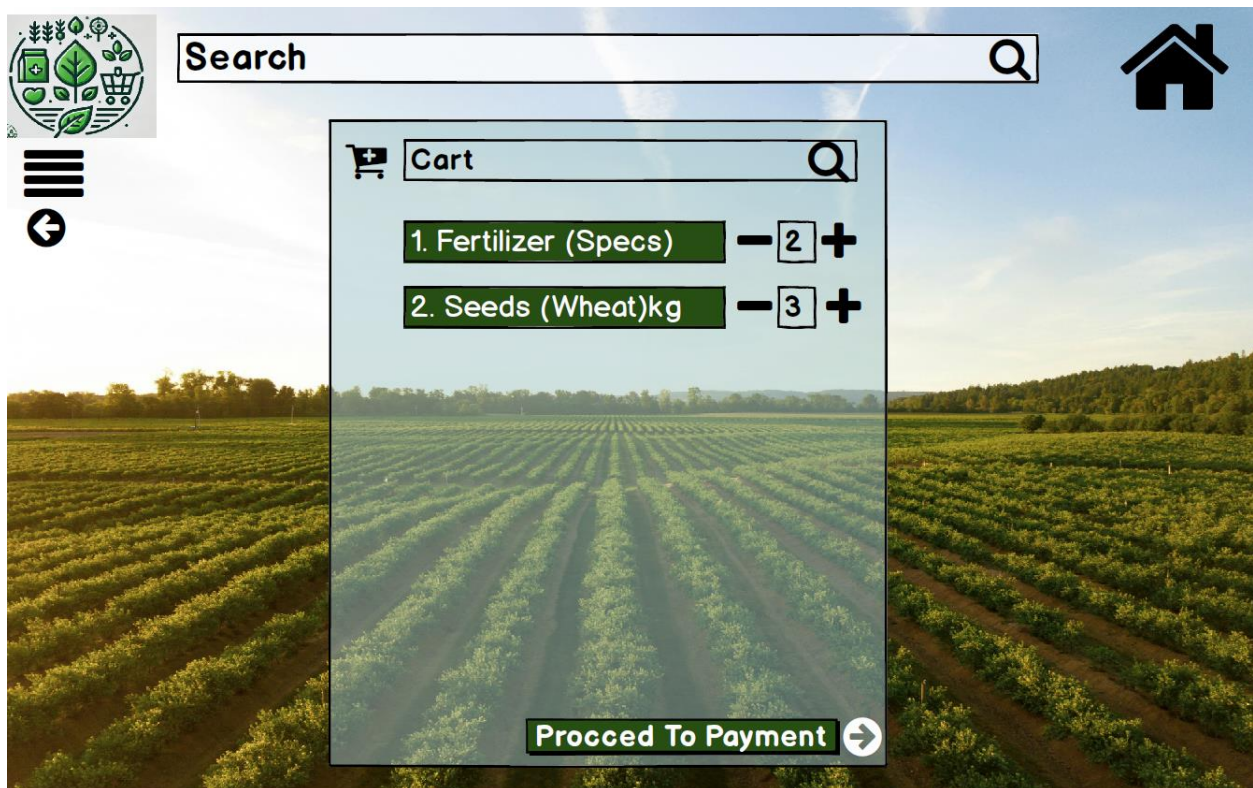 Search
Cart
1. Fertilizer (Specs)
2
2. Seeds (Wheat)kg
3
Procced To Payment